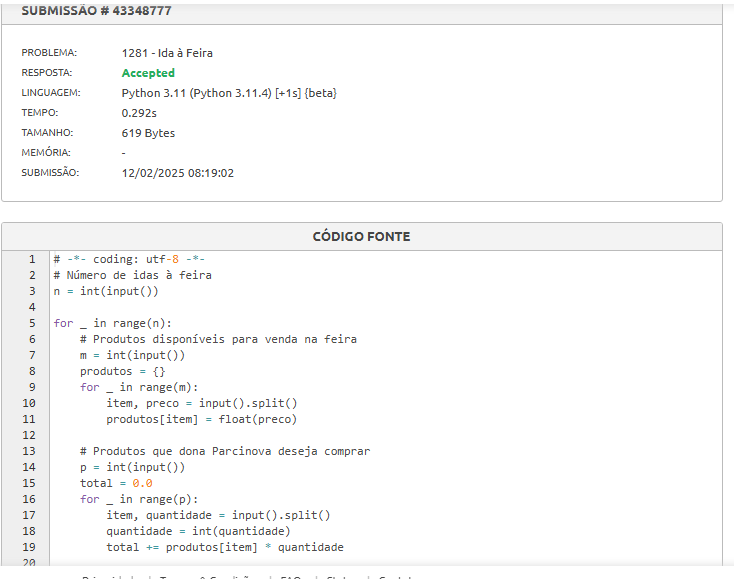 SUBMISSÃO # 43348777
PROBLEMA: 1281 - Ida à Feira
RESPOSTA: Accepted
LINGUAGEM: Python 3.11 (Python 3.11.4) [+1s] {beta}
TEMPO: 0.292s
TAMANHO: 619 Bytes
MEMÓRIA: -
SUBMISSÃO: 12/02/2025 08:19:02
CÓDIGO FONTE
1 # -*- coding: utf-8 -*-
2 # Número de idas à feira
3 n = int(input())
4
5 for _ in range(n):
6     # Produtos disponíveis para venda na feira
7     m = int(input())
8     produtos = {}
9     for _ in range(m):
10         item, preco = input().split()
11         produtos[item] = float(preco)
12
13     # Produtos que dona Parcinova deseja comprar
14     p = int(input())
15     total = 0.0
16     for _ in range(p):
17         item, quantidade = input().split()
18         quantidade = int(quantidade)
19         total += produtos[item] * quantidade
20